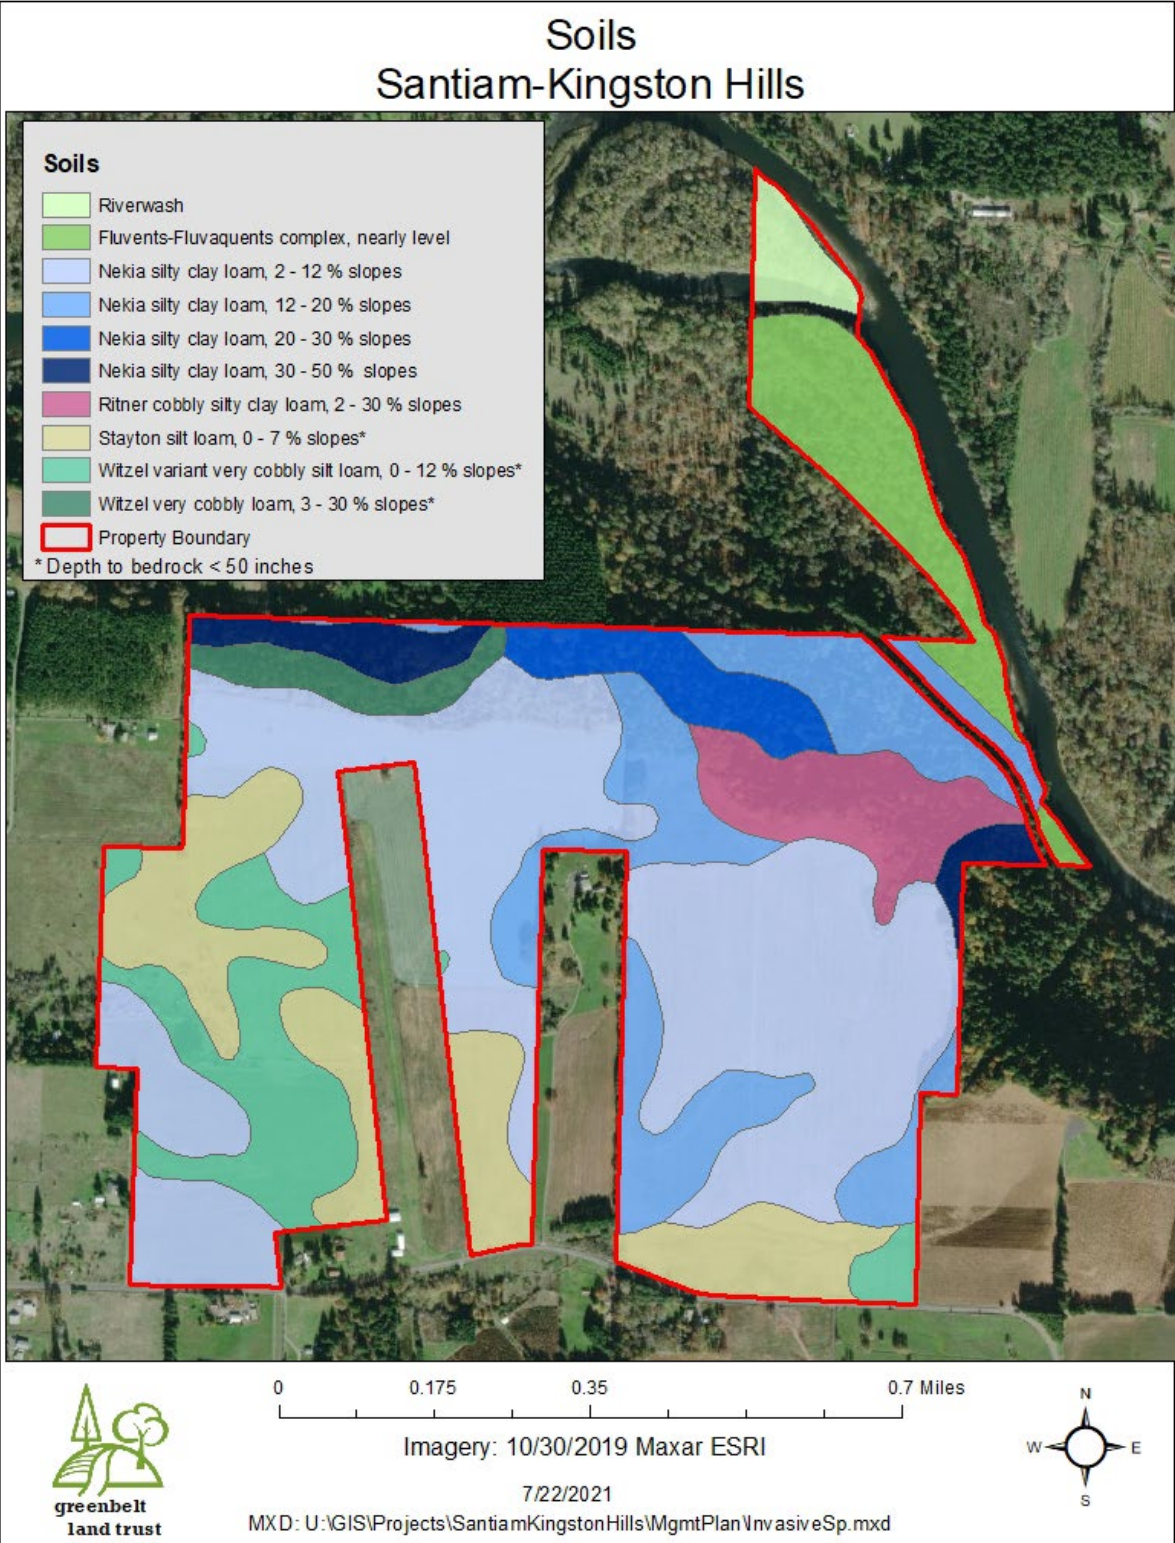 Soils
Santiam-Kingston Hills
Soils
Riverwash
Fluvents-Fluvaquents complex, nearly level
Nekia silty clay loam, 2 - 12 % slopes
Nekia silty clay loam, 12 - 20 % slopes
Nekia silty clay loam, 20 - 30 % slopes
Nekia silty clay loam, 30 - 50 % slopes
Ritner cobbly silty clay loam, 2 - 30 % slopes
Stayton silt loam, 0 - 7 % slopes*
Witzel variant very cobbly silt loam, 0 - 12 % slopes*
Witzel very cobbly loam, 3 - 30 % slopes*
Property Boundary
* Depth to bedrock < 50 inches
0 0.175 0.35 0.7 Miles
Imagery: 10/30/2019 Maxar ESRI
7/22/2021
MXD: U:\GIS\Projects\SantiamKingstonHills\MgmtPlan\InvasiveSp.mxd
greenbelt
land trust
N
W E
S